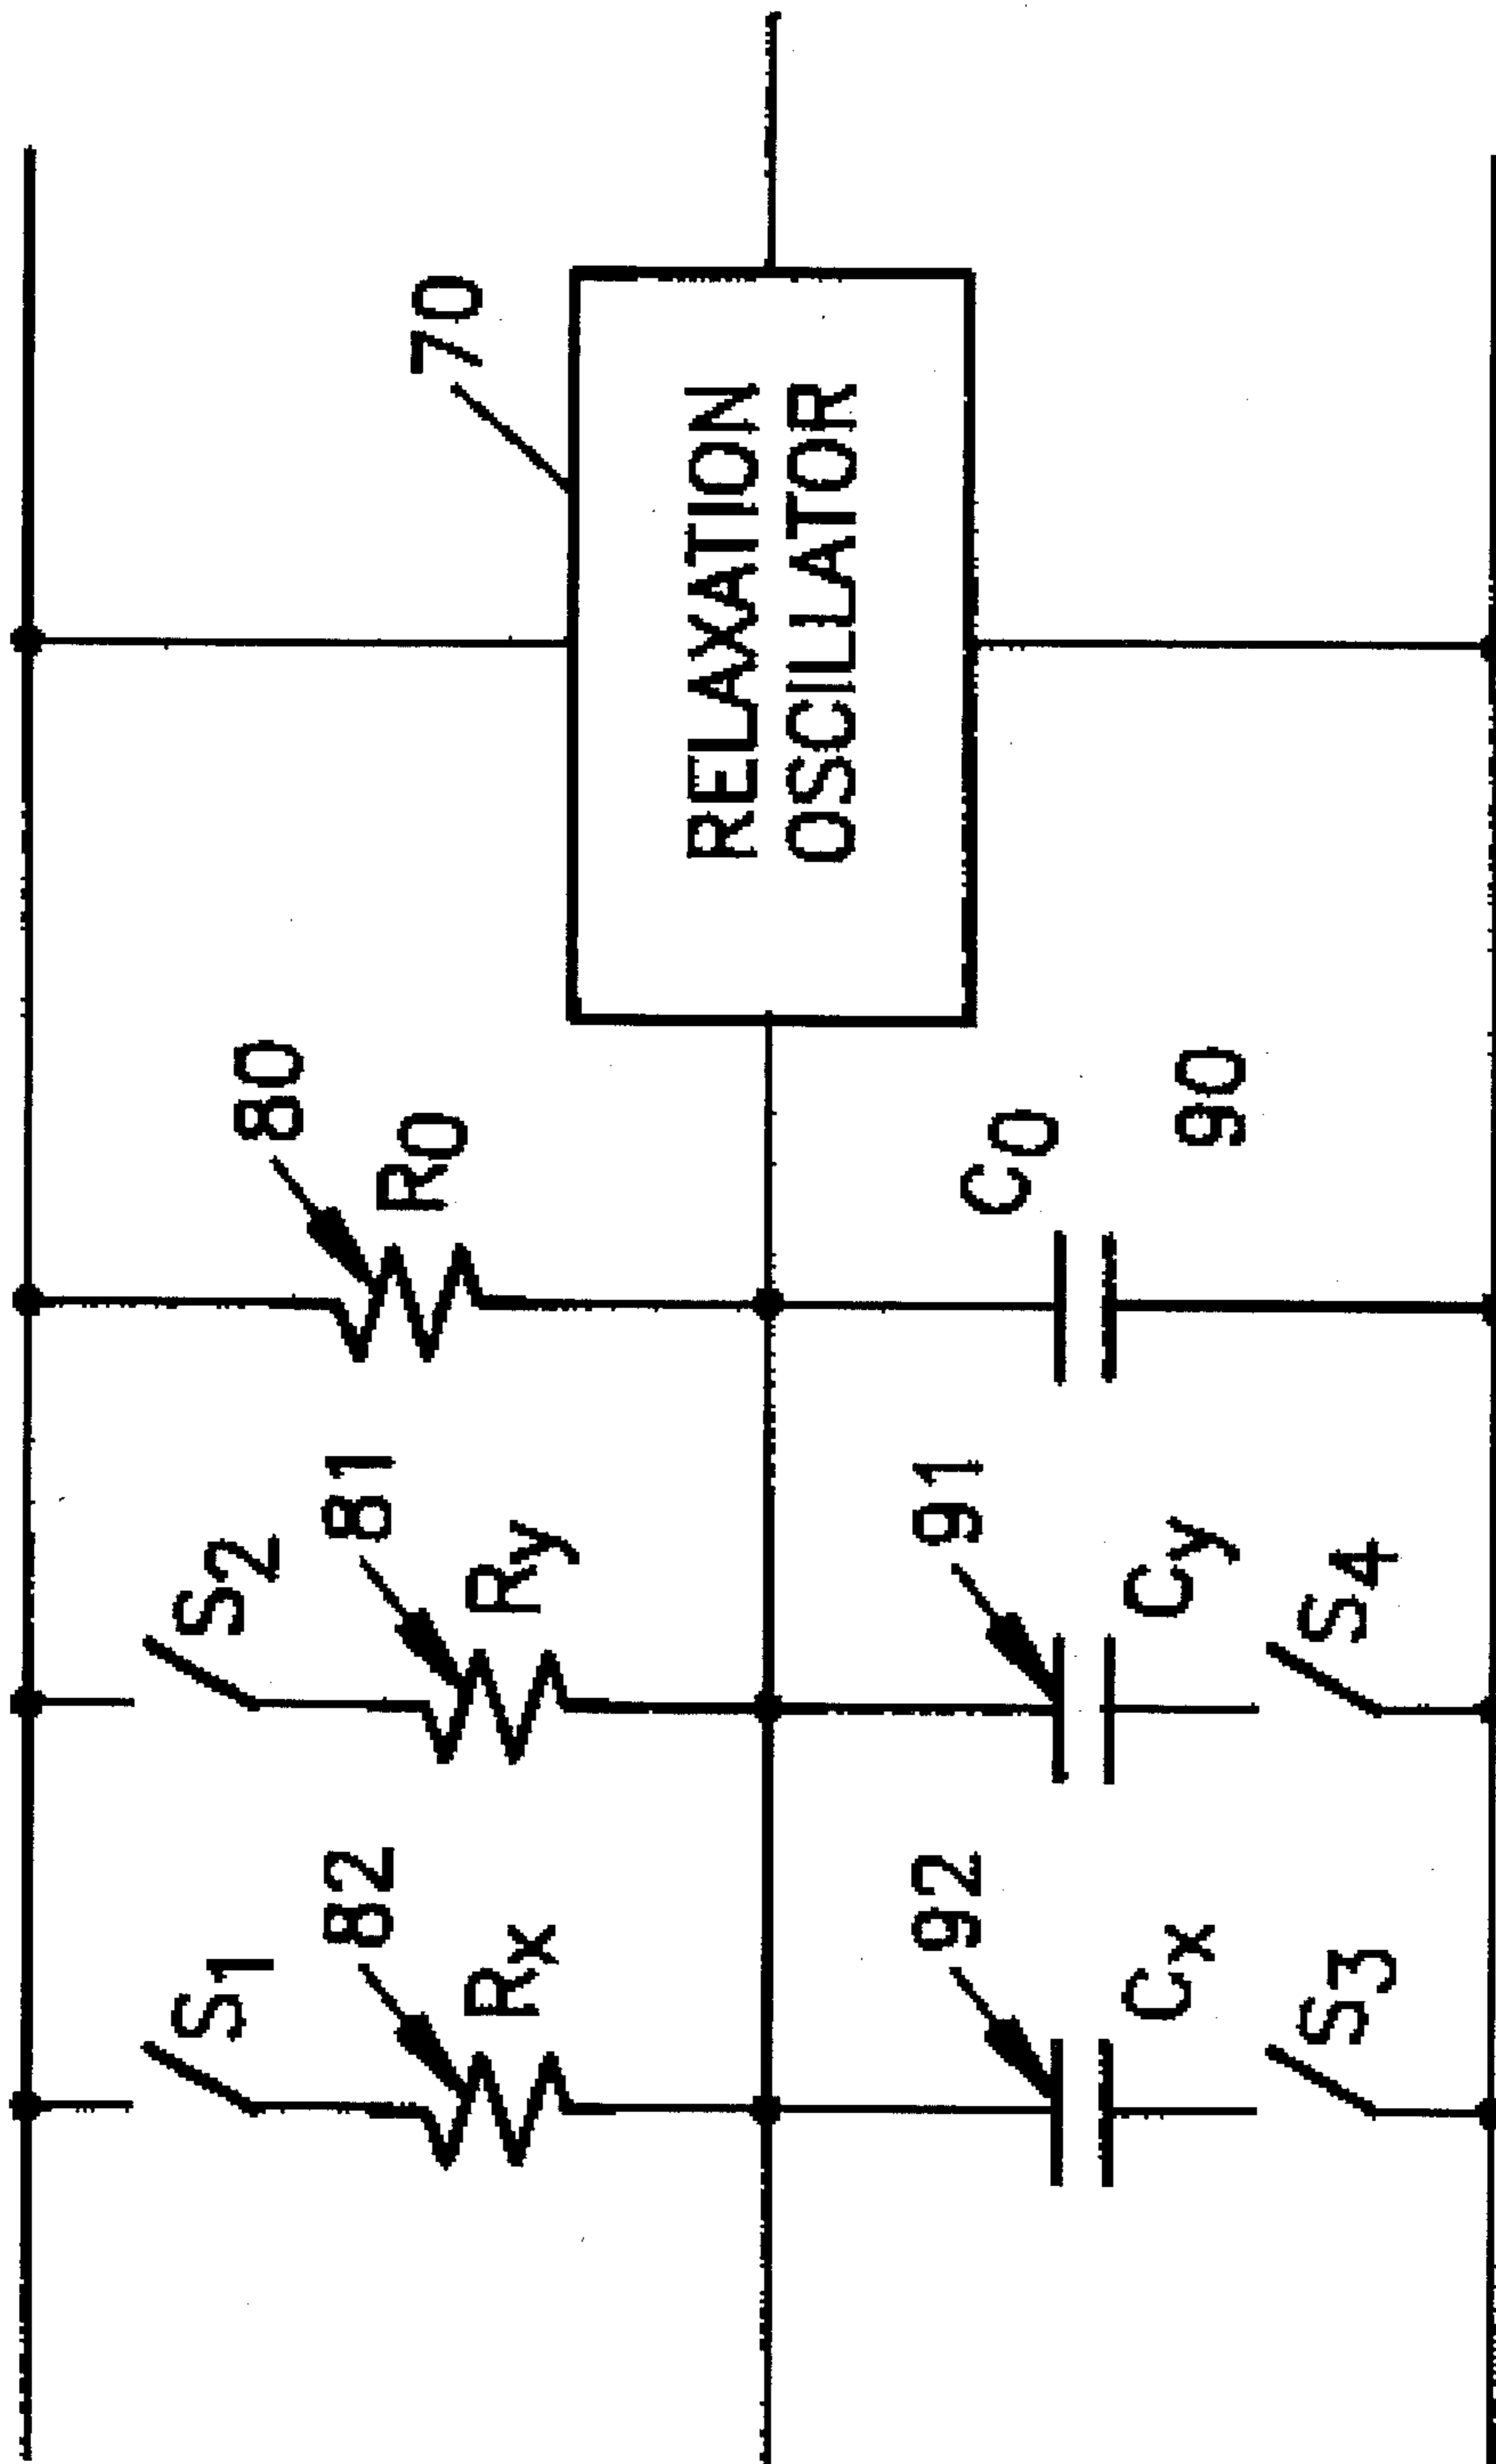 S1
S2
80
82
81
R0
70
Rx
Ry
RELAXATION
OSCILLATOR
92
91
C0
Cx
Cy
90
S3
S4